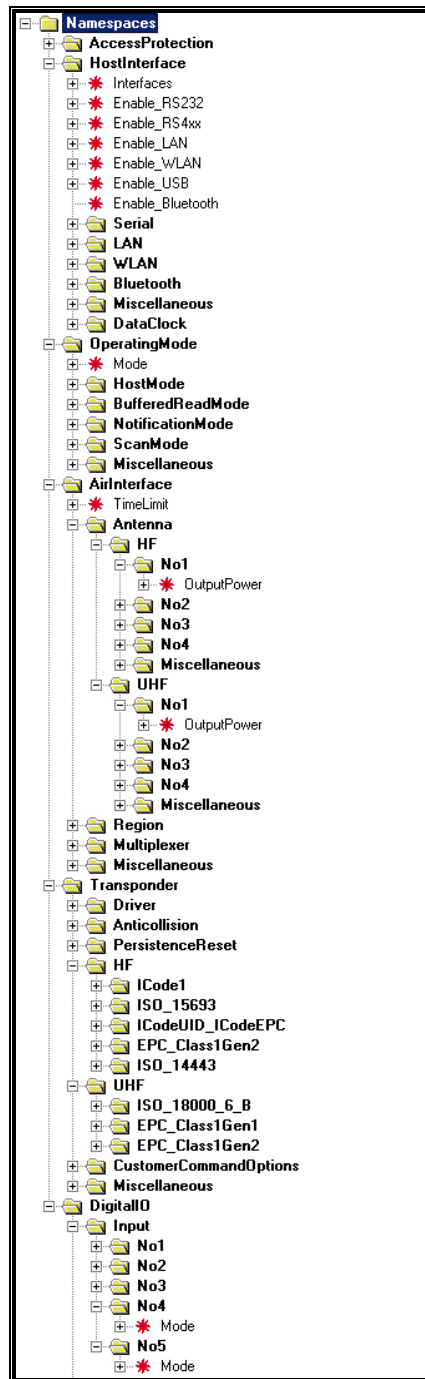 Namespaces
AccessProtection
HostInterface
Interfaces
Enable_RS232
Enable_RS4xx
Enable_LAN
Enable_WLAN
Enable_USB
Enable_Bluetooth
Serial
LAN
WLAN
Bluetooth
Miscellaneous
DataClock
OperatingMode
Mode
HostMode
BufferedReadMode
NotificationMode
ScanMode
Miscellaneous
AirInterface
TimeLimit
Antenna
HF
No1
OutputPower
No2
No3
No4
Miscellaneous
UHF
No1
OutputPower
No2
No3
No4
Miscellaneous
Region
Multiplexer
Miscellaneous
Transponder
Driver
Anticollision
PersistenceReset
HF
ICode1
ISO_15693
ICodeUID_ICodeEPC
EPC_Class1Gen2
ISO_14443
UHF
ISO_18000_6_B
EPC_Class1Gen1
EPC_Class1Gen2
CustomerCommandOptions
Miscellaneous
DigitalIO
Input
No1
No2
No3
No4
Mode
No5
Mode